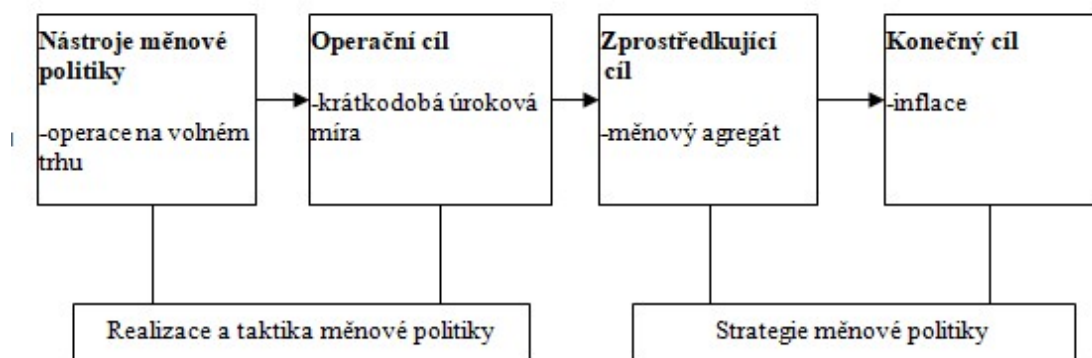 Nástroje měnové
politiky
-operace na volném
trhu
Operační cíl
-krátkodobá úroková
míra
Zprostředkující
cíl
-měnový agregát
Konečný cíl
-inflace
Realizace a taktika měnové politiky
Strategie měnové politiky